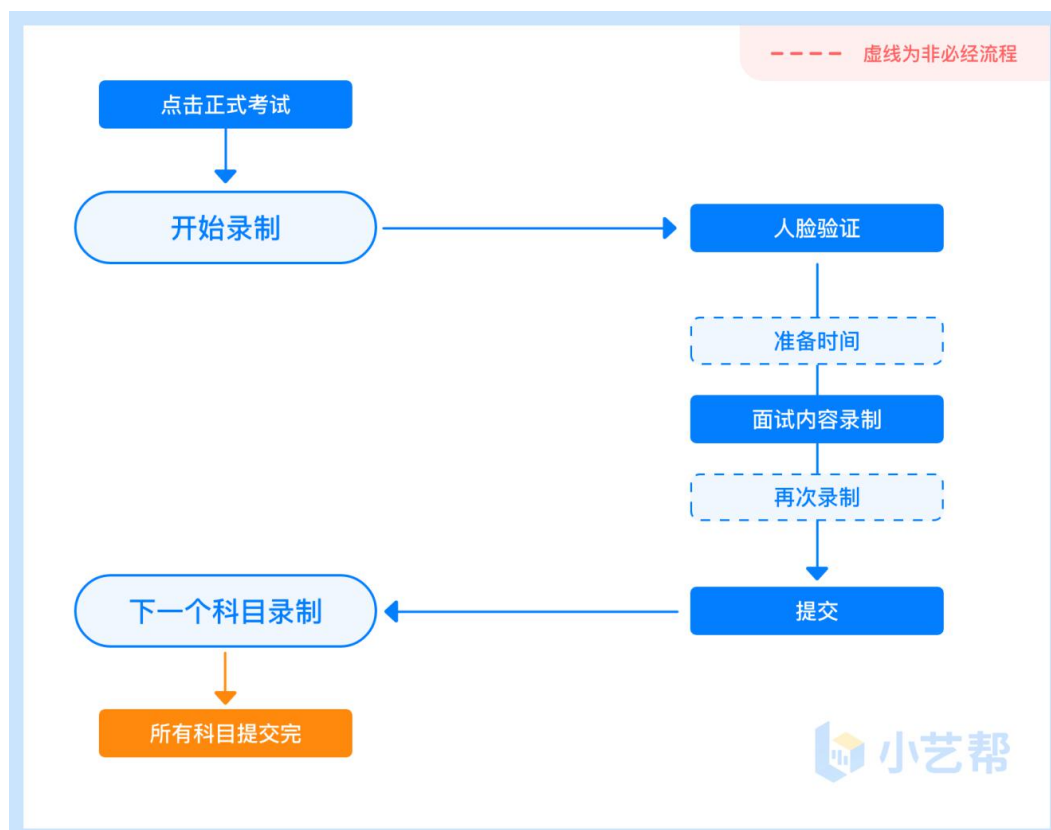 虚线为非必经流程
点击正式考试
开始录制
人脸验证
准备时间
面试内容录制
再次录制
提交
下一个科目录制
所有科目提交完
小艺帮